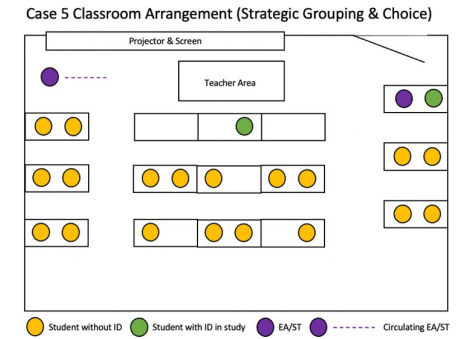 Case 5 Classroom Arrangement (Strategic Grouping & Choice)
Projector & Screen
Teacher Area
Student without ID
Student with ID in study
EA/ST
Circulating EA/ST